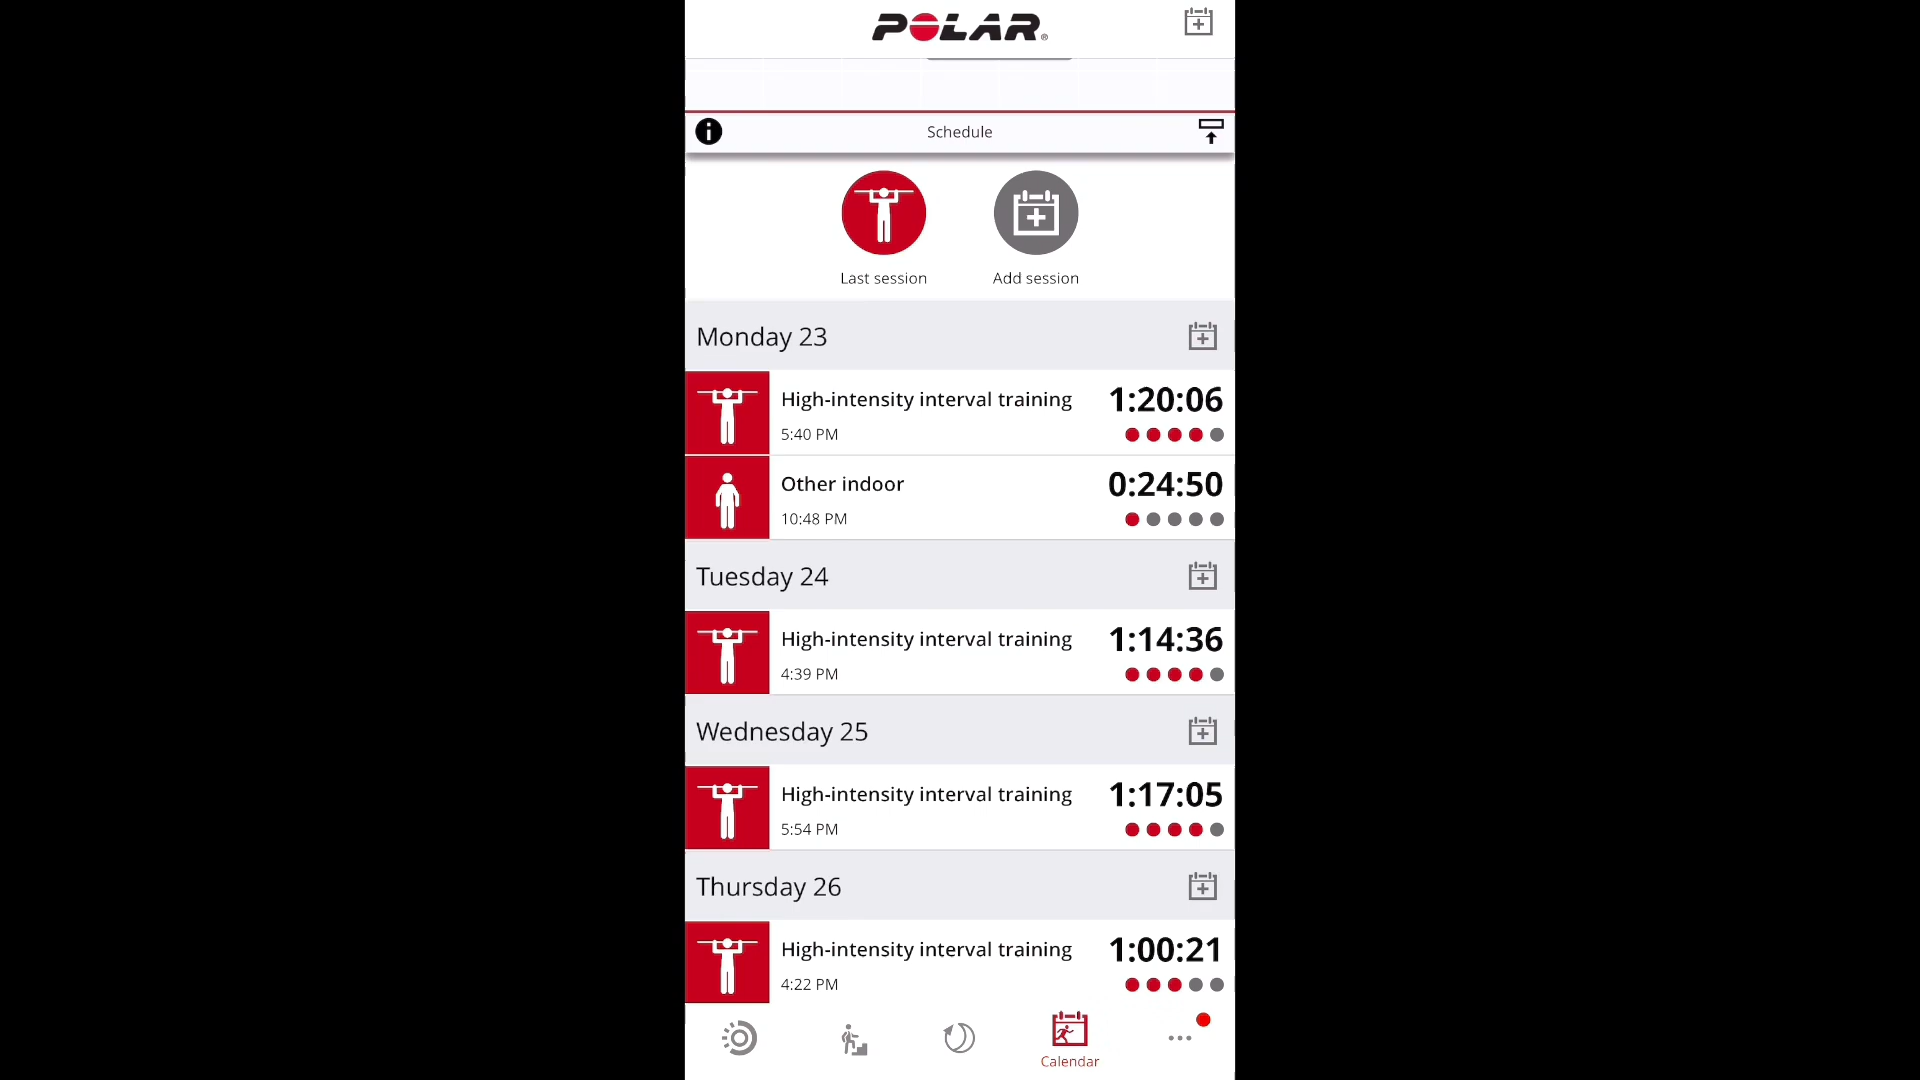 POLAR®
Schedule
Last session
Add session
Monday 23
High-intensity interval training
1:20:06
5:40 PM
Other indoor
0:24:50
10:48 PM
Tuesday 24
High-intensity interval training
1:14:36
4:39 PM
Wednesday 25
High-intensity interval training
1:17:05
5:54 PM
Thursday 26
High-intensity interval training
1:00:21
4:22 PM
Calendar